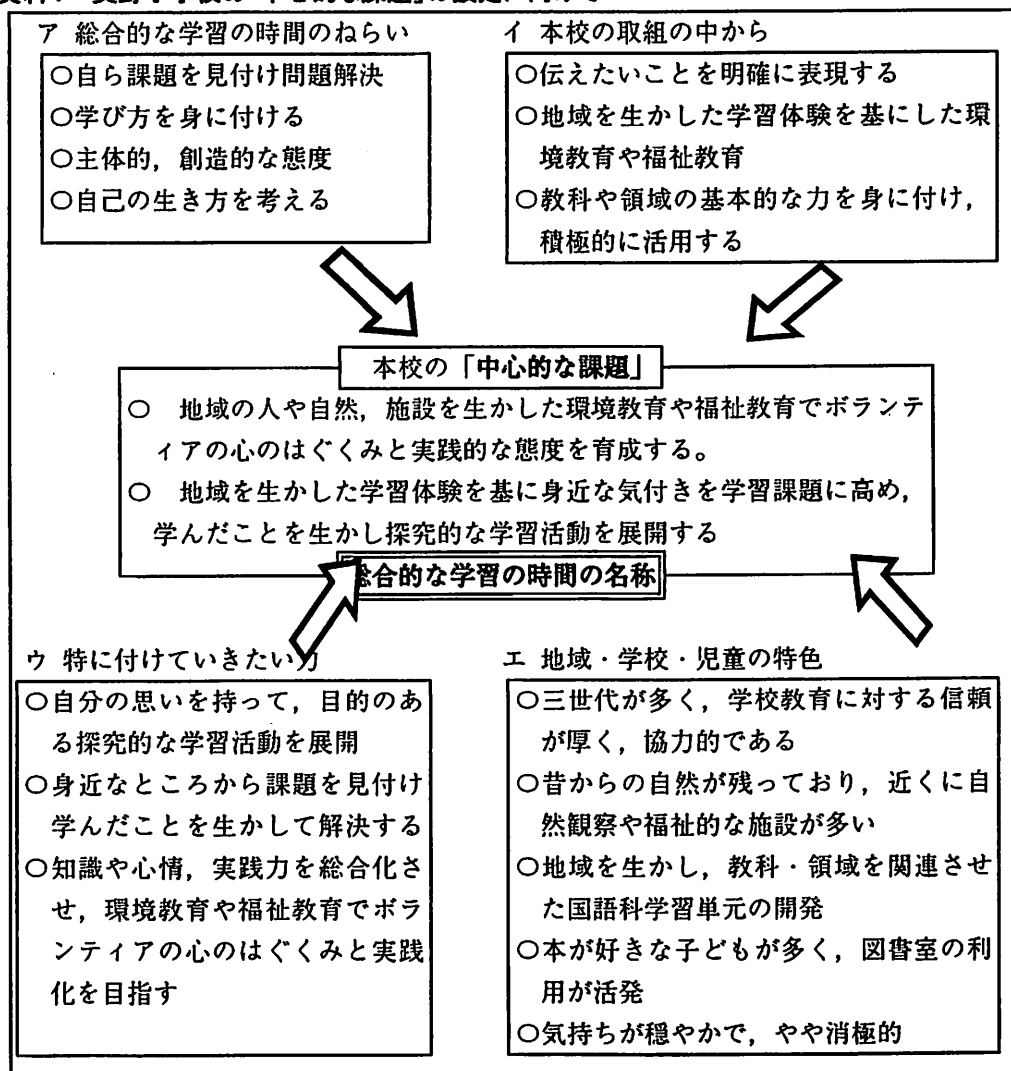 ア 総合的な学習の時間のねらい
○自ら課題を見付け問題解決
○学び方を身に付ける
○主体的，創造的な態度
○自己の生き方を考える
イ 本校の取組の中から
○伝えたいことを明確に表現する
○地域を生かした学習体験を基にした環
境教育や福祉教育
○教科や領域の基本的な力を身に付け，
積極的に活用する
本校の「中心的な課題」
○ 地域の人や自然，施設を生かした環境教育や福祉教育でボランテ
ィアの心のはぐくみと実践的な態度を育成する。
○ 地域を生かした学習体験を基に身近な気付きを学習課題に高め，
学んだことを生かし探究的な学習活動を展開する
総合的な学習の時間の名称
ウ 特に付けていきたい力
○自分の思いを持って，目的のあ
る探究的な学習活動を展開
○身近なところから課題を見付け
学んだことを生かして解決する
○知識や心情，実践力を総合化さ
せ，環境教育や福祉教育でボラ
ンティアの心のはぐくみと実践
化を目指す
エ 地域・学校・児童の特色
○三世代が多く，学校教育に対する信頼
が厚く，協力的である
○昔からの自然が残っており，近くに自
然観察や福祉的な施設が多い
○地域を生かし，教科・領域を関連させ
た国語科学習単元の開発
○本が好きな子どもが多く，図書室の利
用が活発
○気持ちが穏やかで，やや消極的